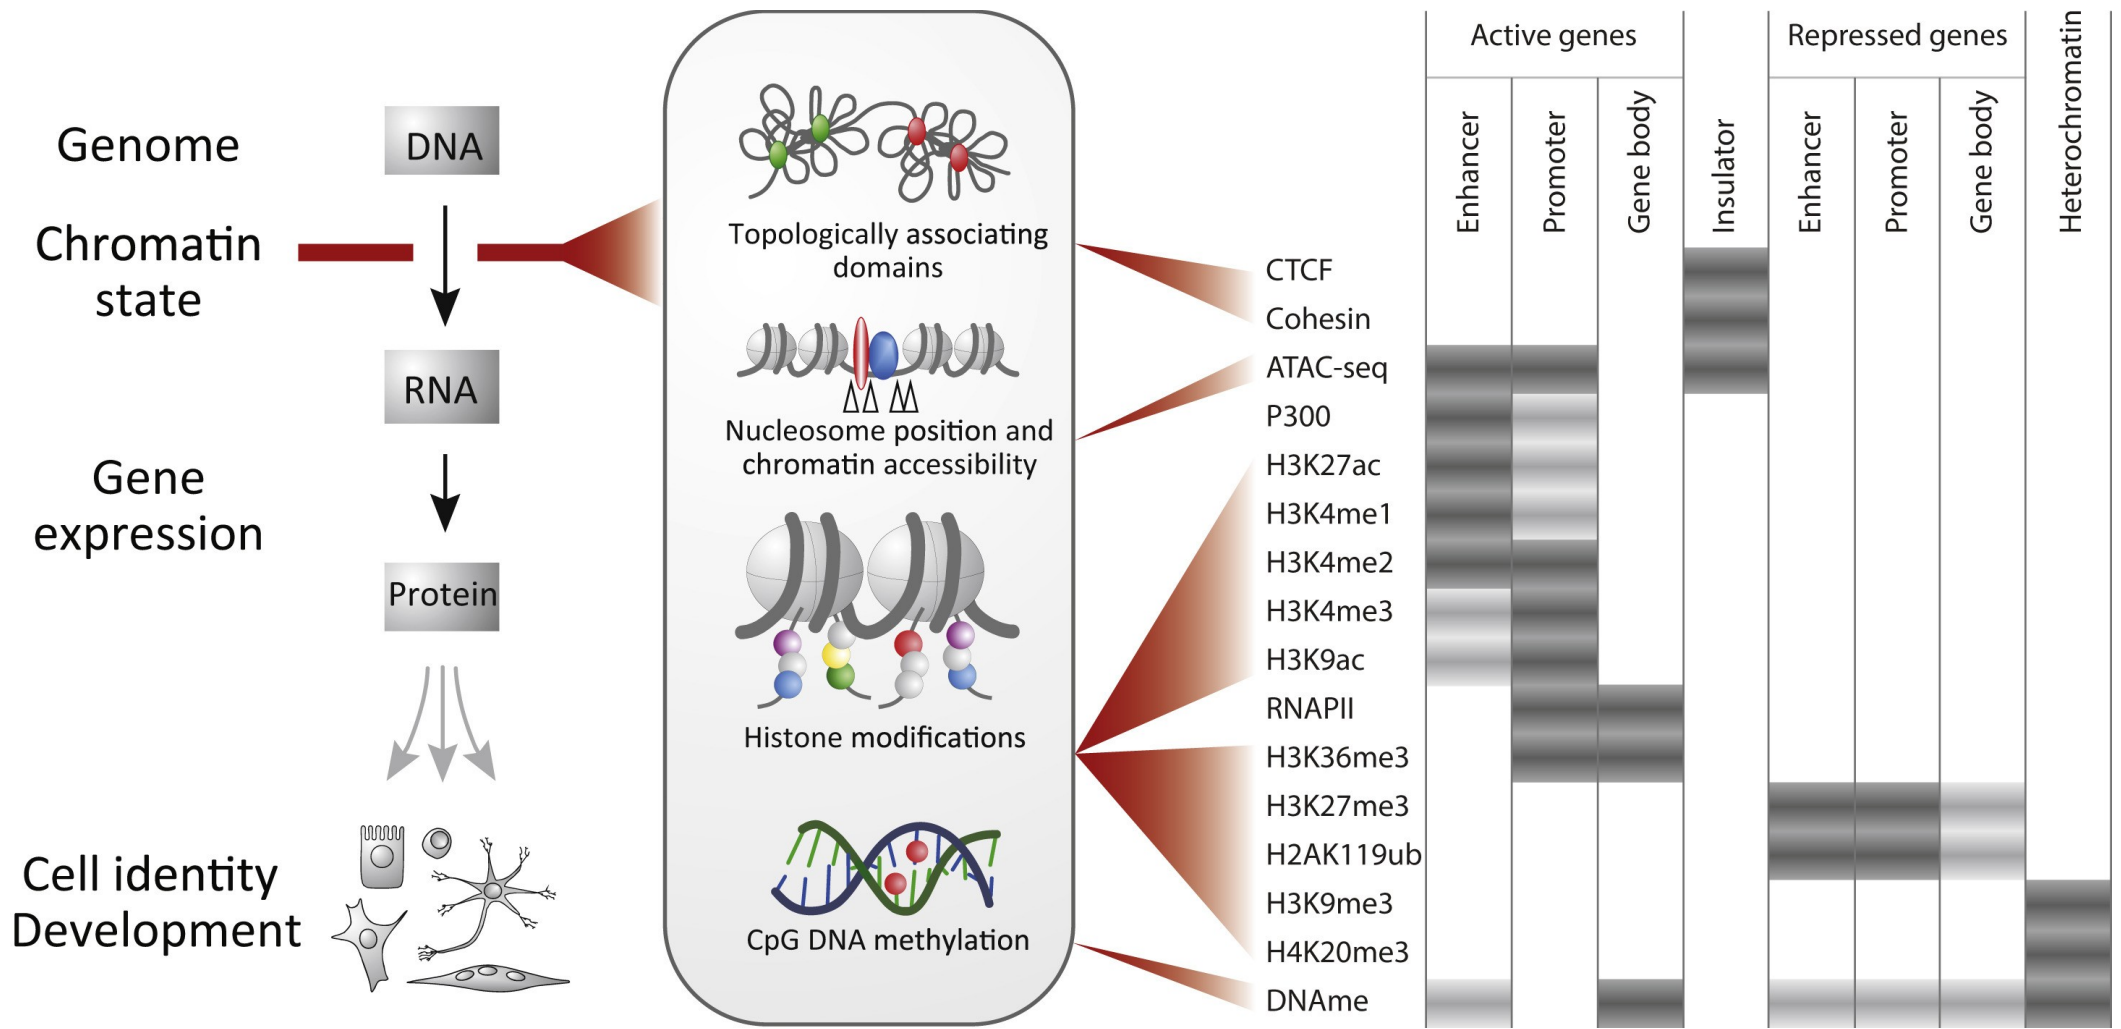 Genome
DNA
Chromatin
state
RNA
Gene
expression
Protein
Cell identity
Development
Topologically associating
domains
Nucleosome position and
chromatin accessibility
Histone modifications
CpG DNA methylation
Active genes
Repressed genes
Enhancer
Promoter
Gene body
Insulator
Enhancer
Promoter
Gene body
Heterochromatin
CTCF
Cohesin
ATAC-seq
P300
H3K27ac
H3K4me1
H3K4me2
H3K4me3
H3K9ac
RNAPII
H3K36me3
H3K27me3
H2AK119ub
H3K9me3
H4K20me3
DNAme